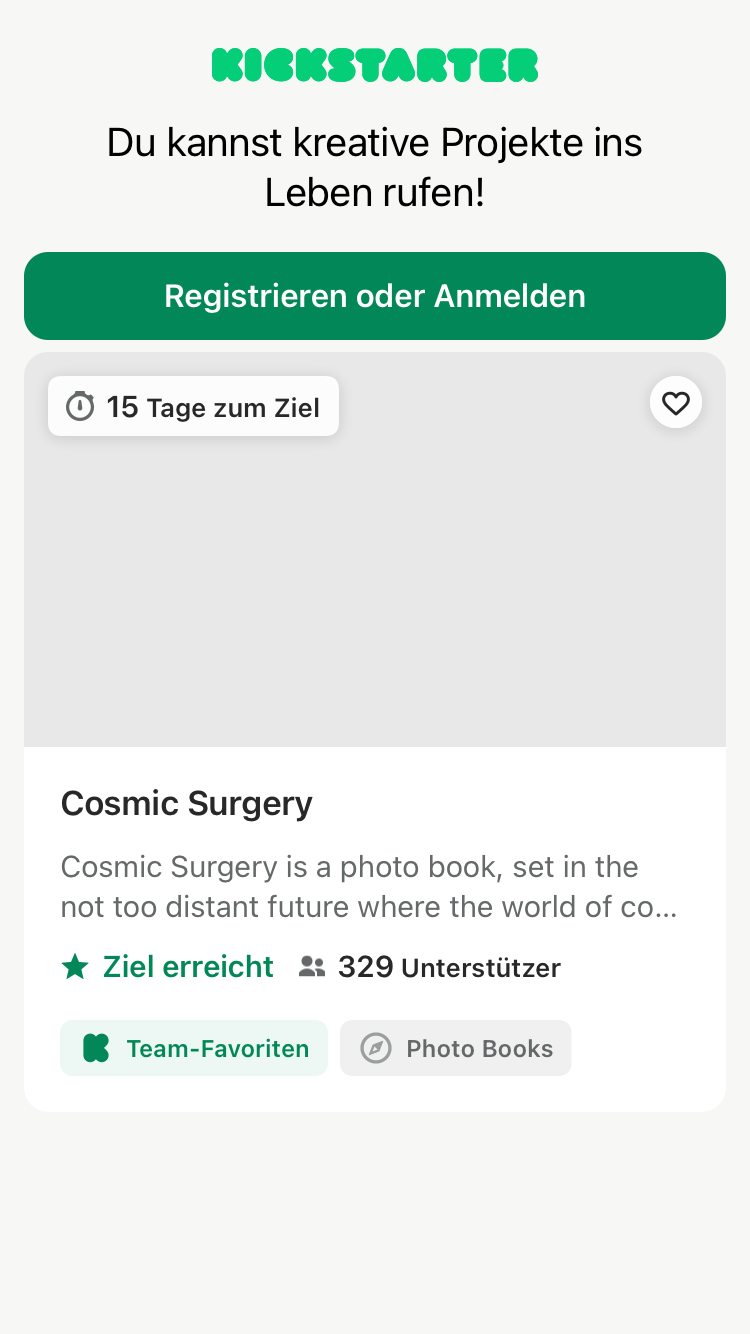 KICKSTARTER
Du kannst kreative Projekte ins
Leben rufen!
Registrieren oder Anmelden
15 Tage zum Ziel
Cosmic Surgery
Cosmic Surgery is a photo book, set in the
not too distant future where the world of co...
Ziel erreicht 329 Unterstützer
Team-Favoriten Photo Books